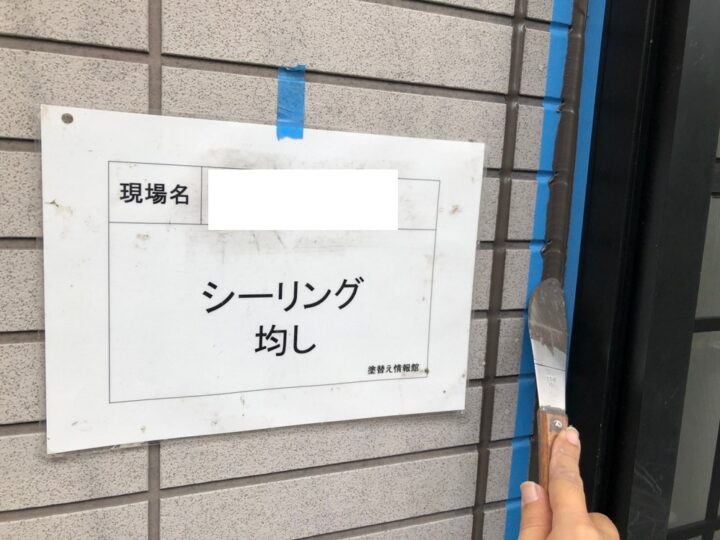 現場名
シーリング
均し
塗替え情報館